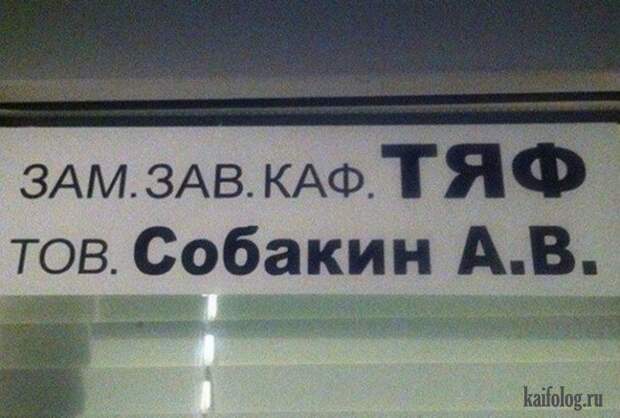 ЗАМ. ЗАВ. КАФ. ТЯФ
ТОВ. Собакин А.В.
kaifolog.ru